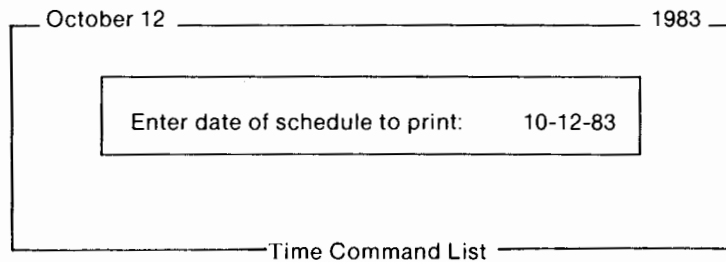 October 12 1983
Enter date of schedule to print: 10-12-83
Time Command List